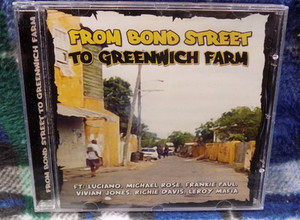 FROM BOND STREET
TO GREENWICH FARM
FT. LUCIANO, MICHAEL ROSE, FRANKIE PAUL,
VIVIAN JONES, RICHIE DAVIS, LEROY MAFIA
FROM BOND STREET TO GREENWICH FARM